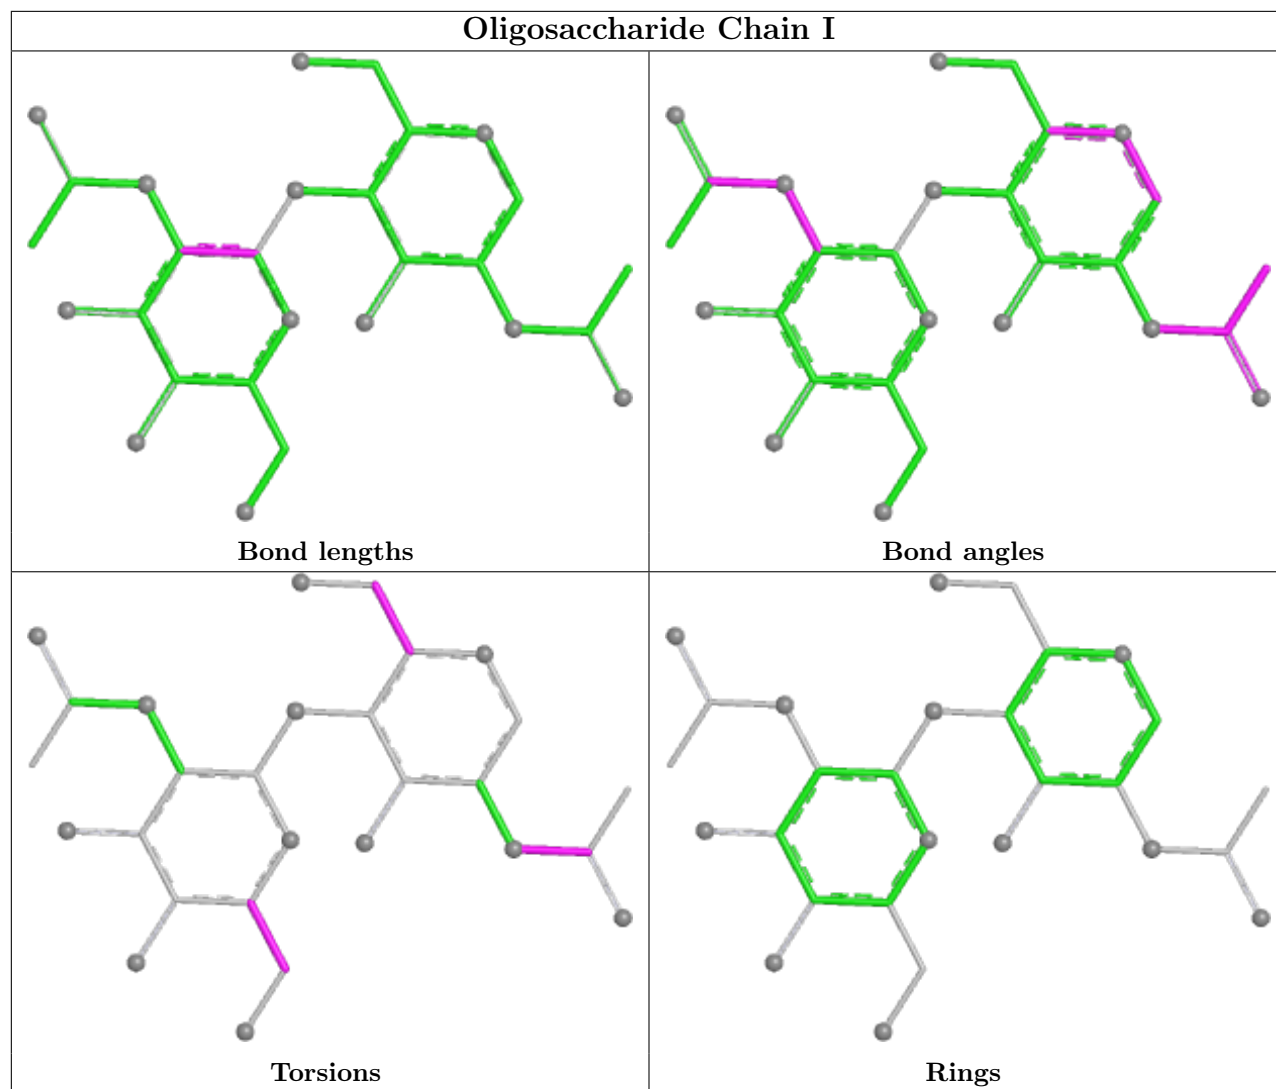 Oligosaccharide Chain I
Bond lengths
Bond angles
Torsions
Rings